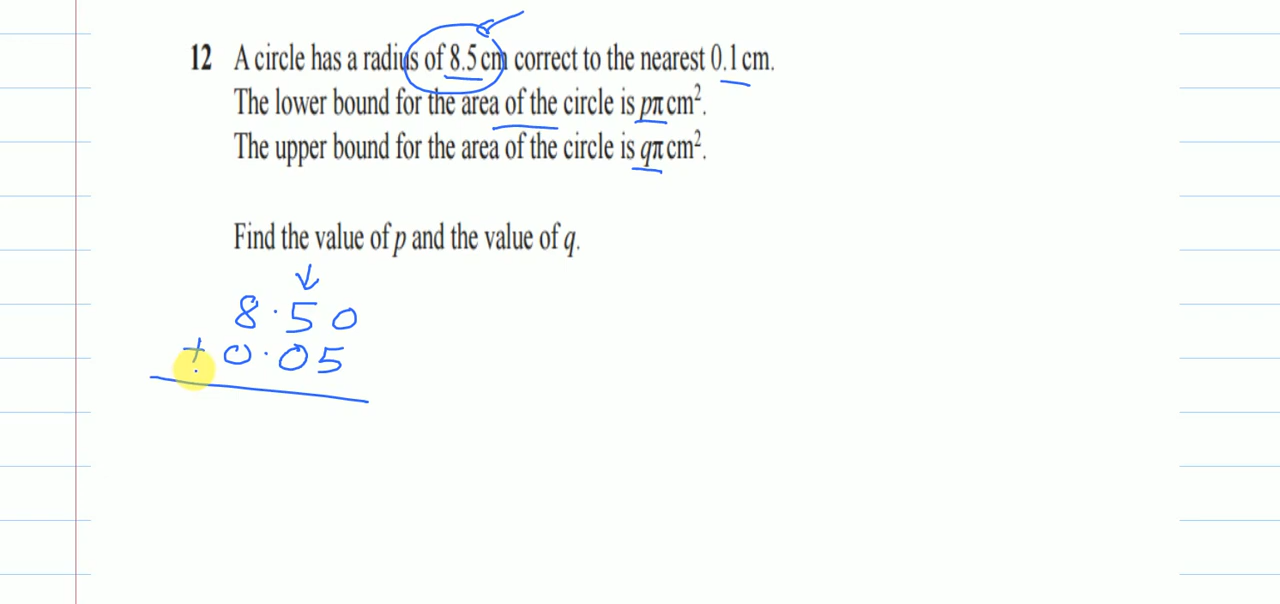 12 A circle has a radius of 8.5 cm correct to the nearest 0.1 cm.
The lower bound for the area of the circle is pπ cm².
The upper bound for the area of the circle is qπ cm².
Find the value of p and the value of q.
8.50
+ 0.05